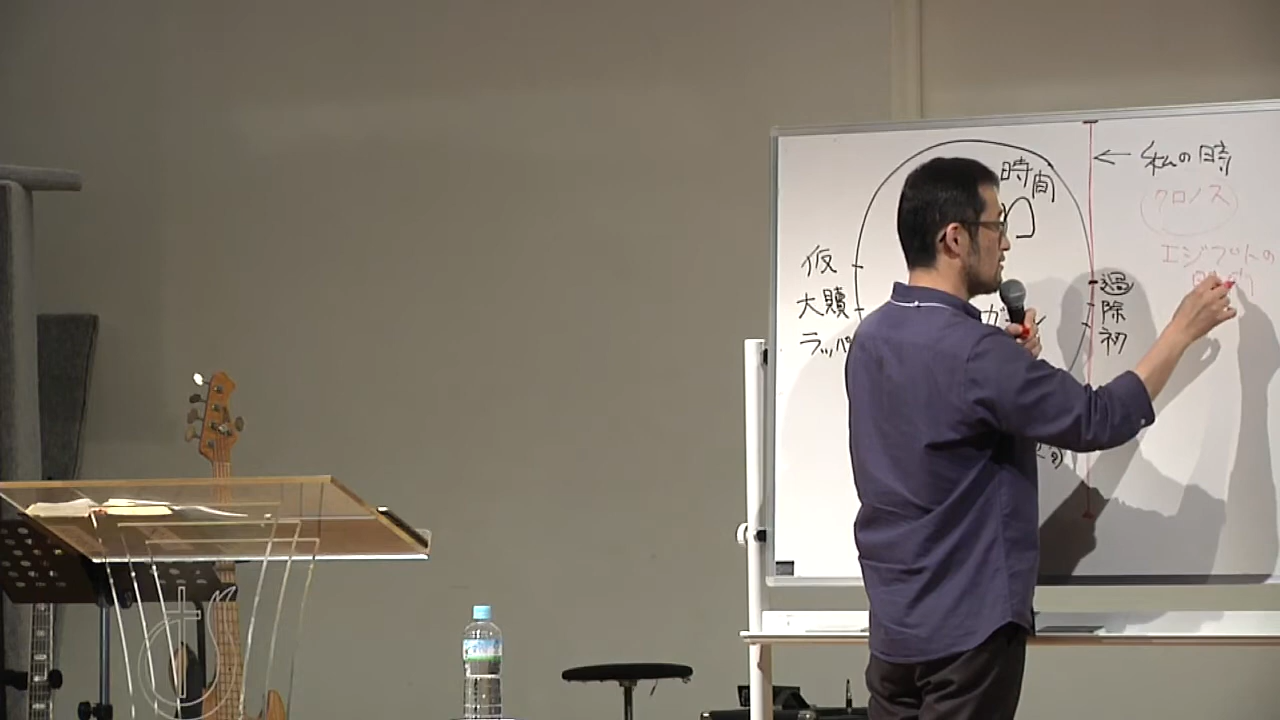 時間
仮
大贖
ラッパ
過
除
初
← 私の時
クロノス
エジプトの